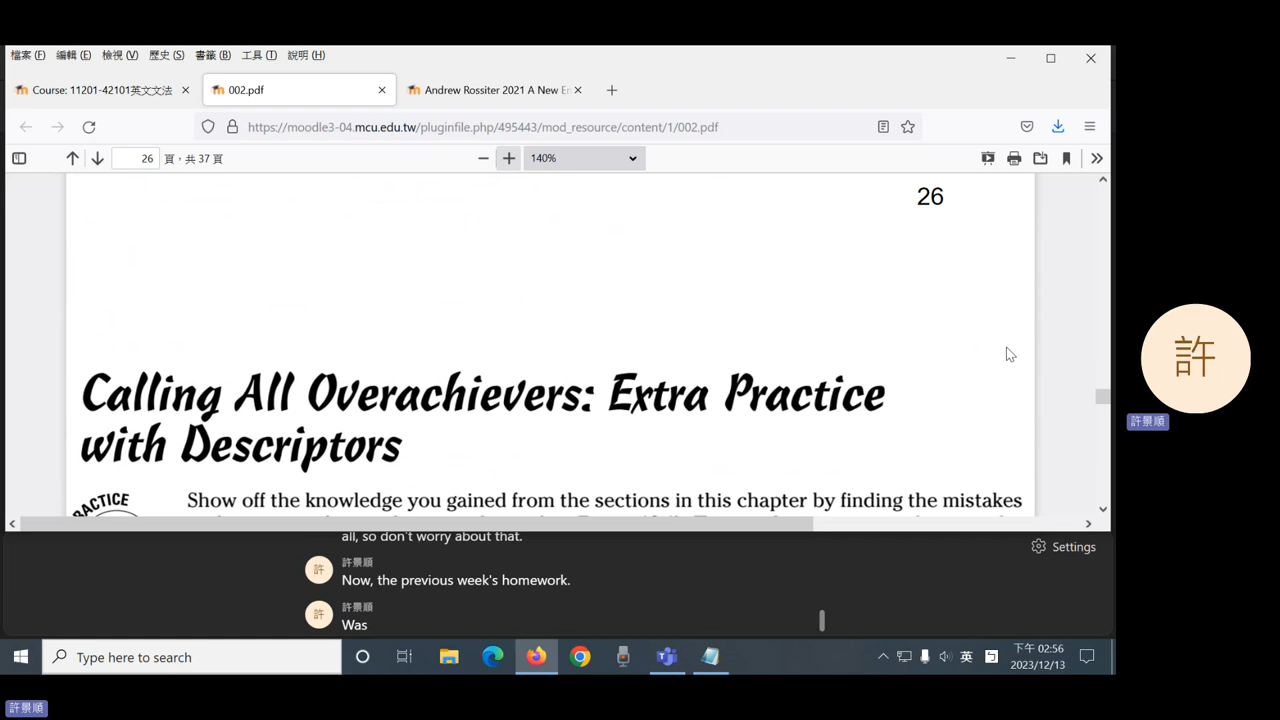 檔案 (F) 編輯 (E) 檢視 (V) 歷史 (S) 書籤 (B) 工具 (T) 說明 (H)
Course: 11201-42101英文文法 002.pdf Andrew Rossiter 2021 A New En
https://moodle3-04.mcu.edu.tw/pluginfile.php/495443/mod_resource/content/1/002.pdf
26 頁，共 37 頁 140%
26
Calling All Overachievers: Extra Practice
with Descriptors
Show off the knowledge you gained from the sections in this chapter by finding the mistakes
all, so don't worry about that.
許景順
許 Now, the previous week's homework.
許景順
許 Was
Settings
許
許景順
Type here to search
英
下午 02:56
2023/12/13
許景順